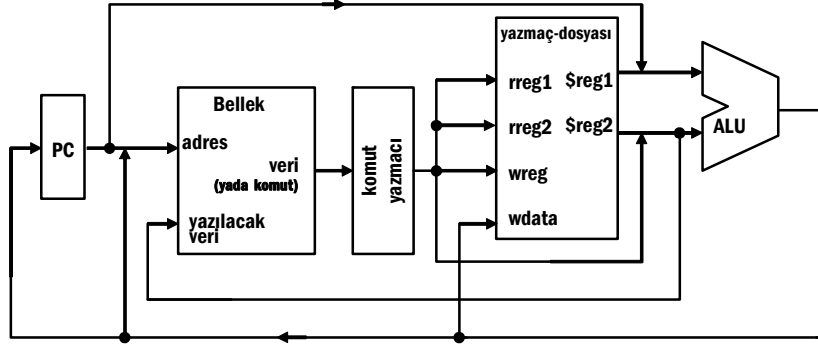 PC
Bellek
adres
veri
(yada komut)
yazılacak
veri
komut
yazmacı
yazmaç-dosyası
rreg1 $reg1
rreg2 $reg2
wreg
wdata
ALU